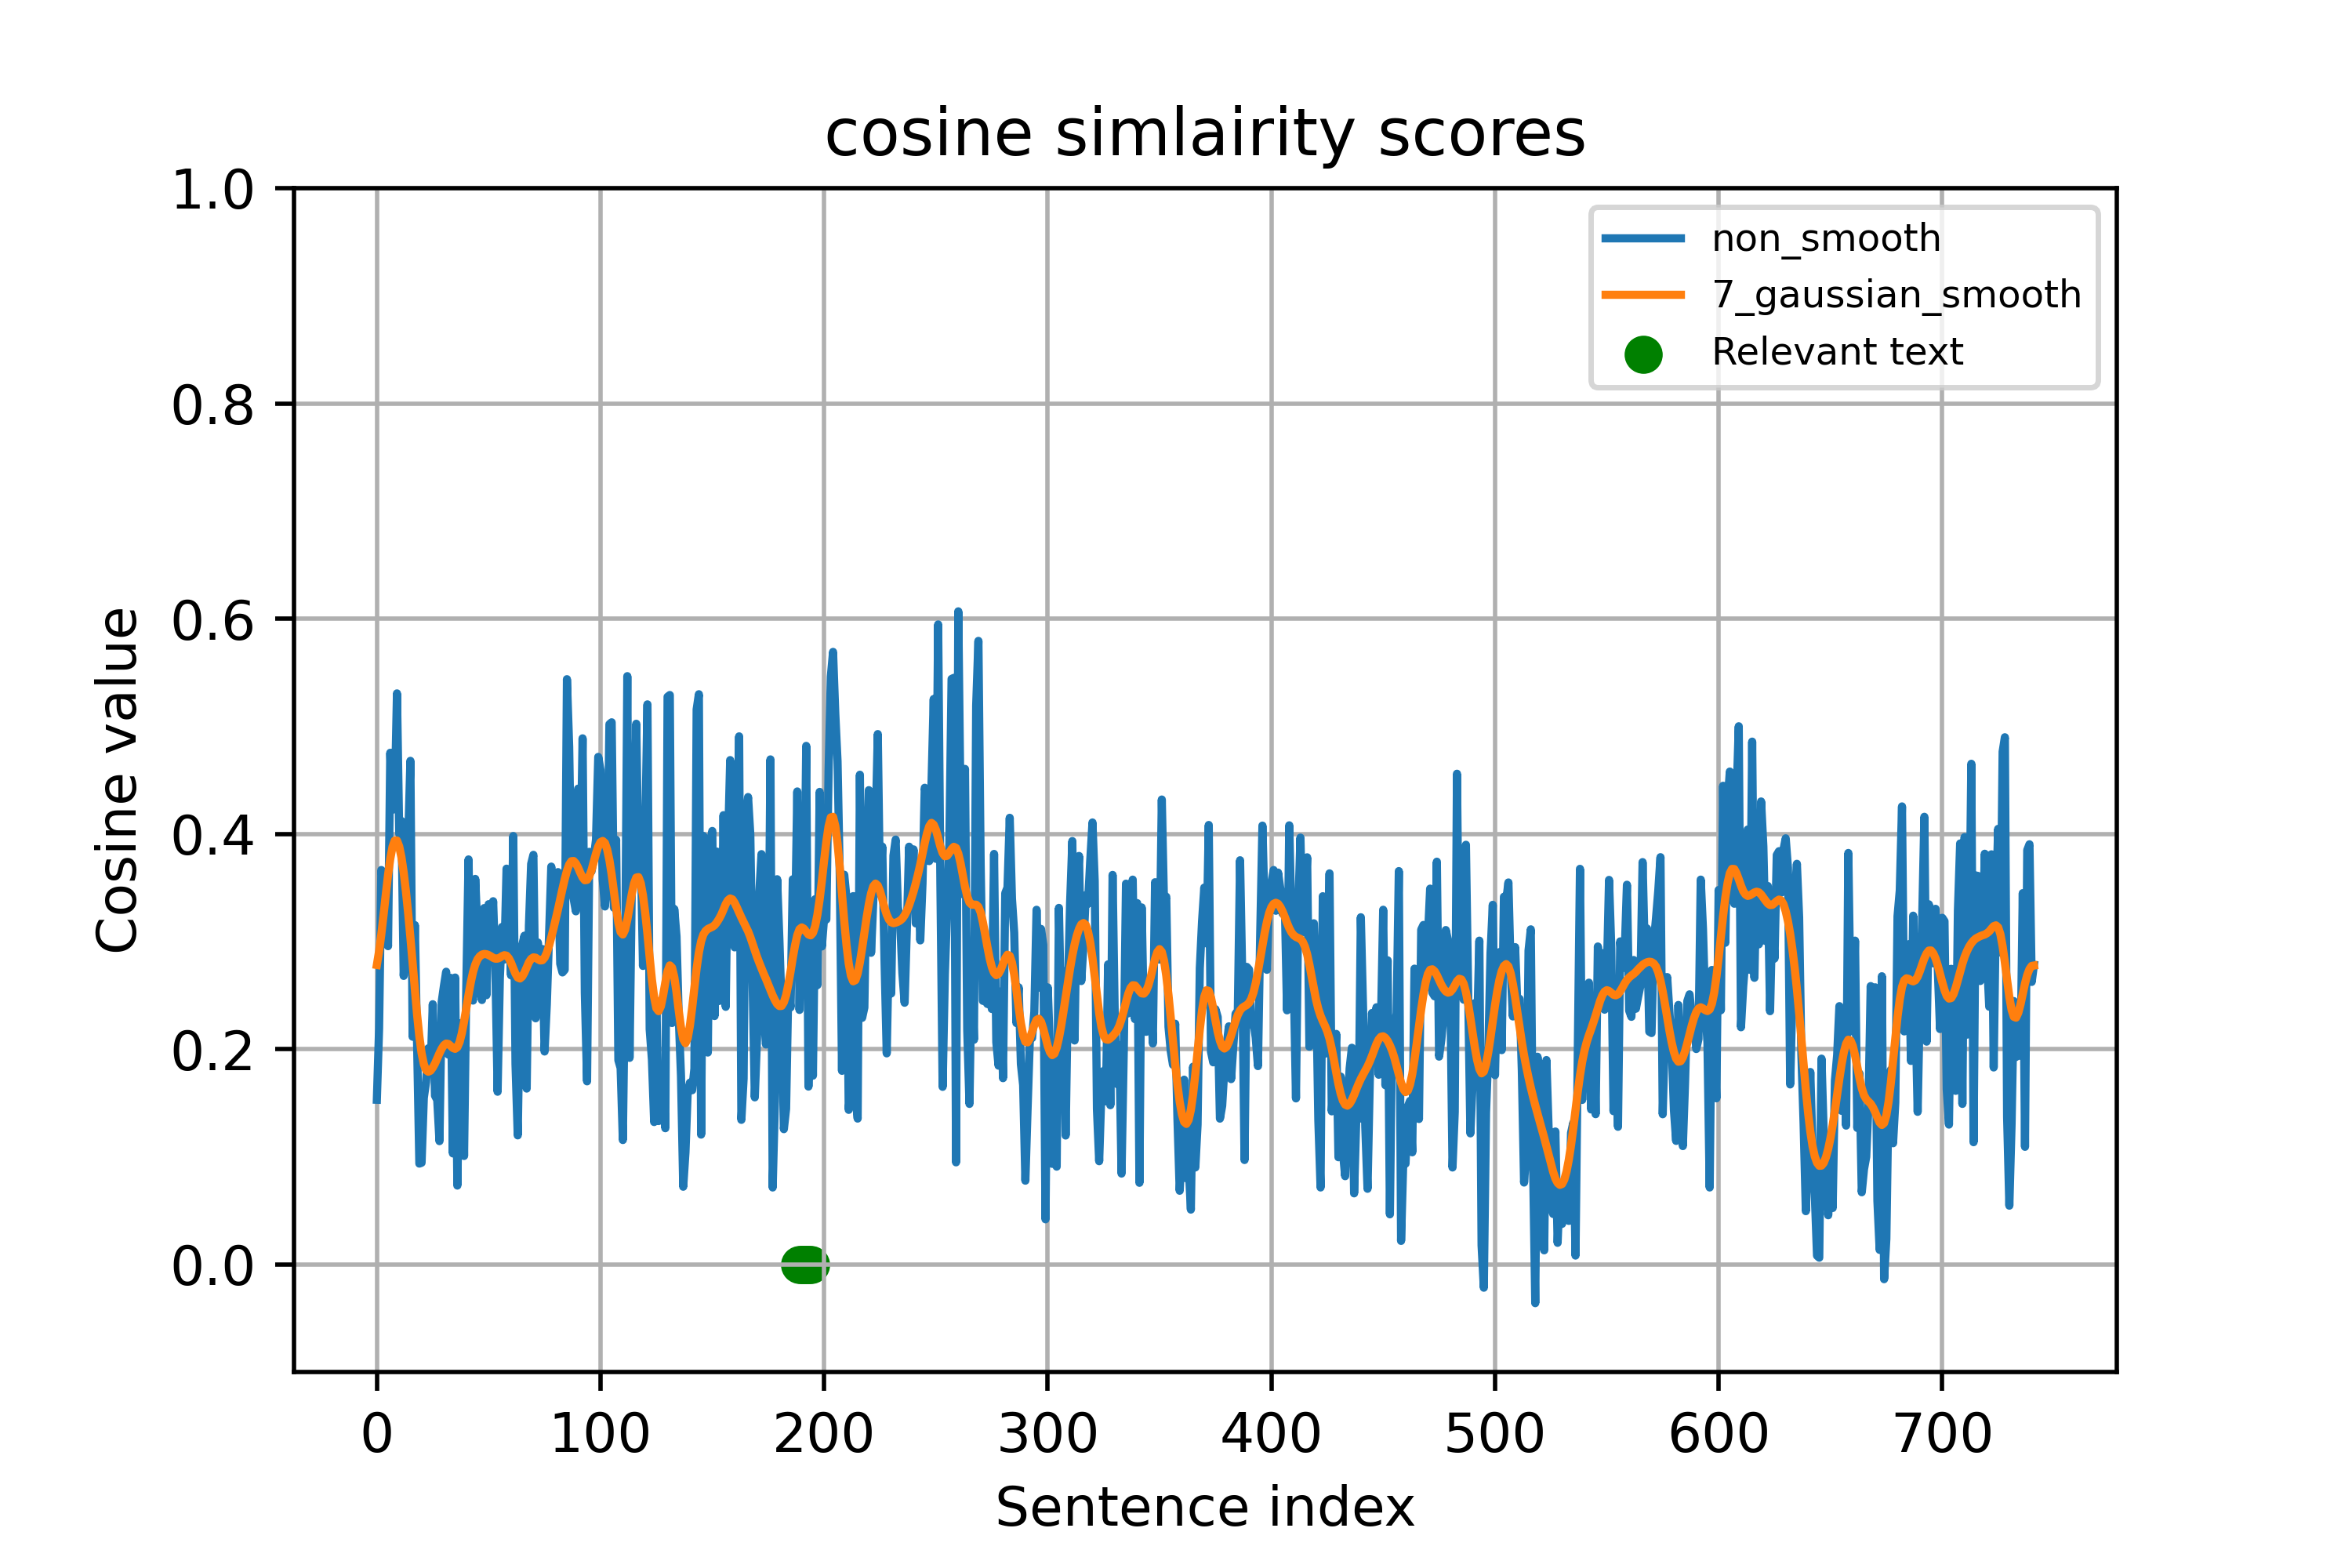 cosine simlairity scores
1.0
0.8
0.6
0.4
0.2
0.0
Cosine value
non_smooth
7_gaussian_smooth
Relevant text
0 100 200 300 400 500 600 700
Sentence index